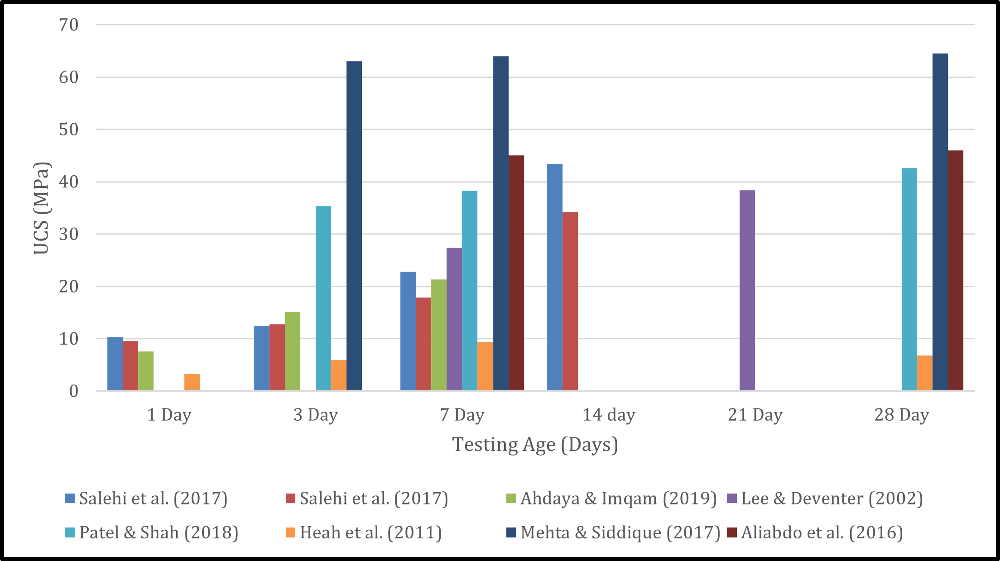 70
60
50
40
30
20
10
0
UCS (MPa)
1 Day 3 Day 7 Day 14 day 21 Day 28 Day
Testing Age (Days)
Salehi et al. (2017) Salehi et al. (2017) Ahdaya & Imqam (2019) Lee & Deventer (2002)
Patel & Shah (2018) Heah et al. (2011) Mehta & Siddique (2017) Aliabdo et al. (2016)